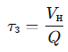 τ₃ = Vн / Q